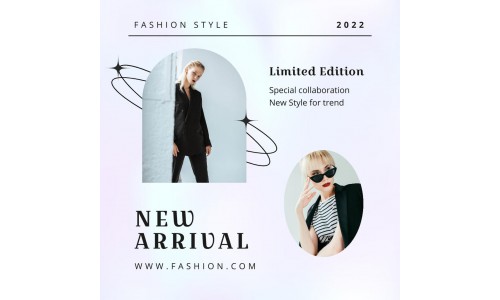 FASHION STYLE
2022
Limited Edition
Special collaboration
New Style for trend
NEW
ARRIVAL
WWW.FASHION.COM